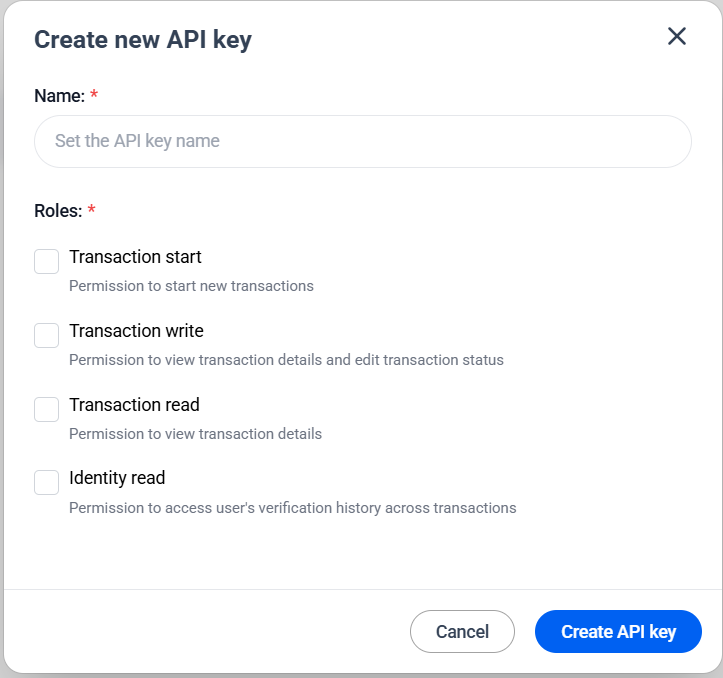 Create new API key
Name: *
Set the API key name
Roles: *
Transaction start
Permission to start new transactions
Transaction write
Permission to view transaction details and edit transaction status
Transaction read
Permission to view transaction details
Identity read
Permission to access user's verification history across transactions
Cancel
Create API key